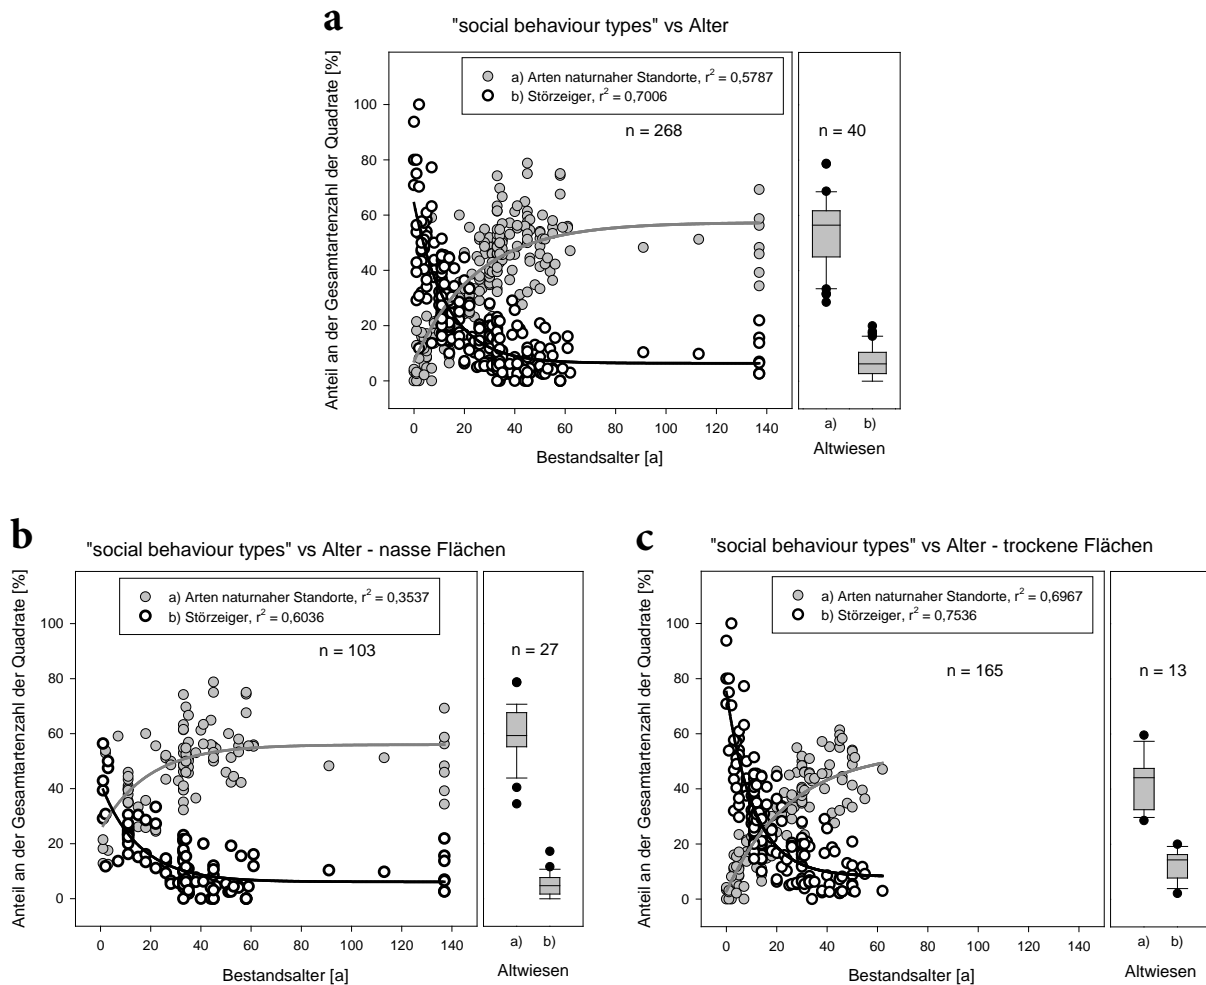 a
"social behaviour types" vs Alter
Anteil an der Gesamtartenzahl der Quadrate [%]
a) Arten naturnaher Standorte, r² = 0,5787
b) Störzeiger, r² = 0,7006
n = 268
n = 40
100
80
60
40
20
0
0 20 40 60 80 100 120 140
a) b)
Bestandsalter [a]
Altwiesen
b
"social behaviour types" vs Alter - nasse Flächen
Anteil an der Gesamtartenzahl der Quadrate [%]
a) Arten naturnaher Standorte, r² = 0,3537
b) Störzeiger, r² = 0,6036
n = 103
n = 27
100
80
60
40
20
0
0 20 40 60 80 100 120 140
a) b)
Bestandsalter [a]
Altwiesen
c
"social behaviour types" vs Alter - trockene Flächen
Anteil an der Gesamtartenzahl der Quadrate [%]
a) Arten naturnaher Standorte, r² = 0,6967
b) Störzeiger, r² = 0,7536
n = 165
n = 13
100
80
60
40
20
0
0 20 40 60 80 100 120 140
a) b)
Bestandsalter [a]
Altwiesen